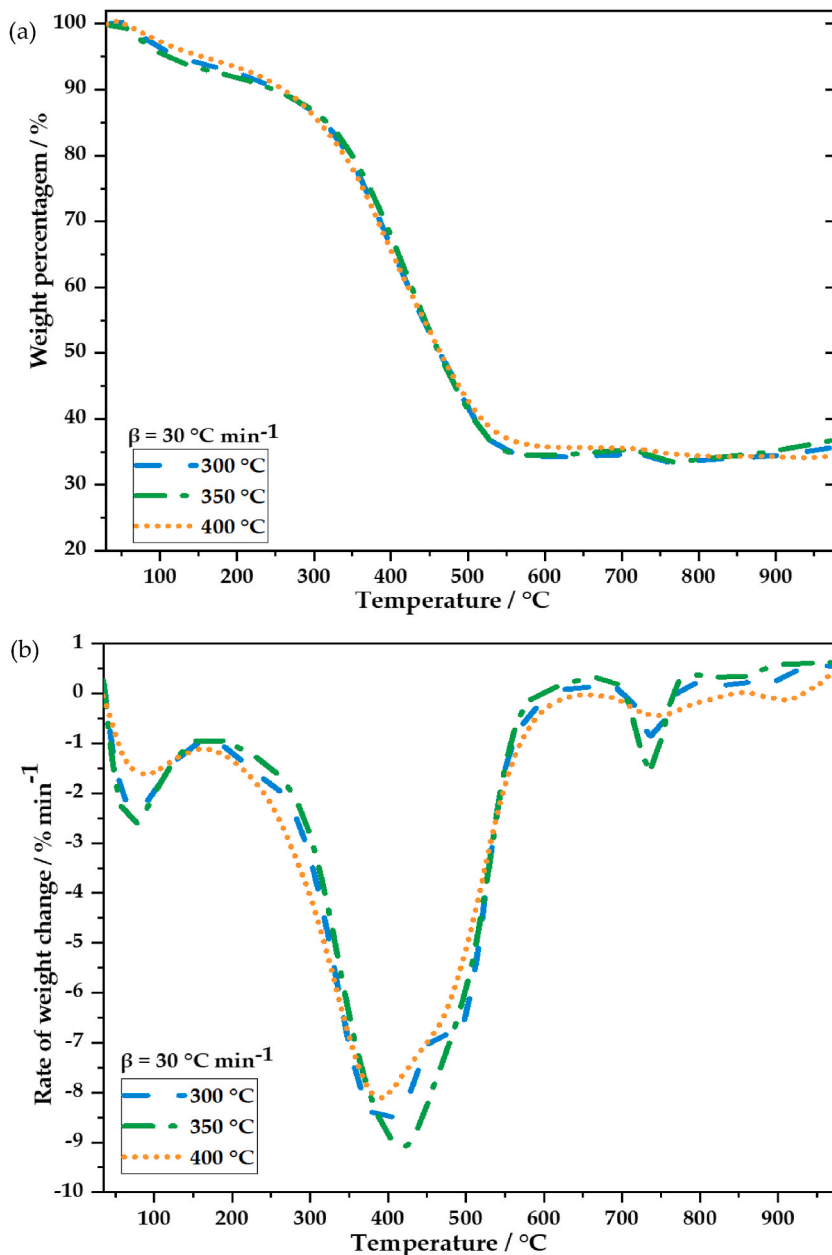 (a)
Weight percentagem / %
100
90
80
70
60
50
40
30
20
β = 30 °C min⁻¹
300 °C
350 °C
400 °C
100 200 300 400 500 600 700 800 900
Temperature / °C
(b)
Rate of weight change / % min⁻¹
1
0
-1
-2
-3
-4
-5
-6
-7
-8
-9
-10
β = 30 °C min⁻¹
300 °C
350 °C
400 °C
100 200 300 400 500 600 700 800 900
Temperature / °C